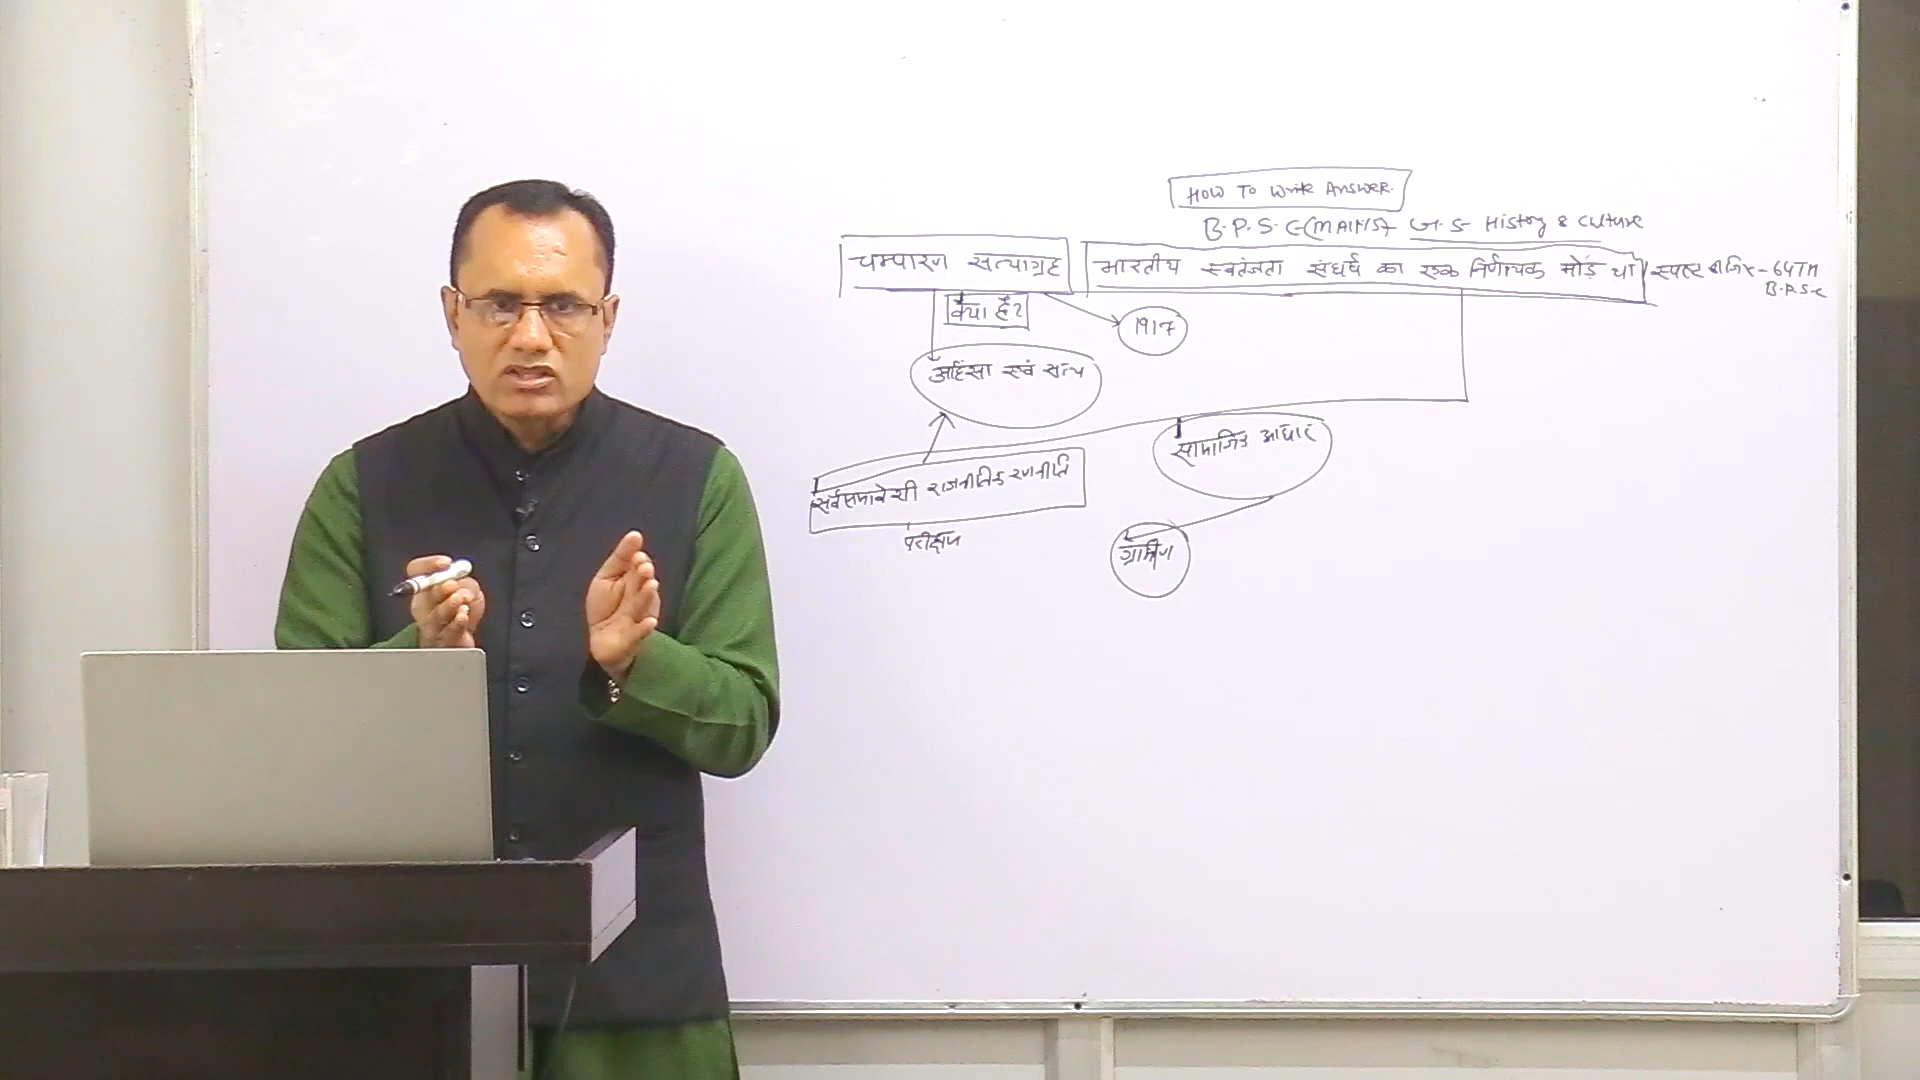 HOW TO WRITE ANSWER.
B.P.S.C (MAINS) G.S- History & Culture
चम्पारण सत्याग्रह भारतीय स्वतंत्रता संघर्ष का एक निर्णायक मोड़ था स्पष्ट कीजिए - 64TH
B.P.S.C
क्या है?
1917
अहिंसा एवं सत्य
सामाजिक आधार
सर्वसमावेशी राजनीतिक रणनीति
परीक्षण
ग्रामीण